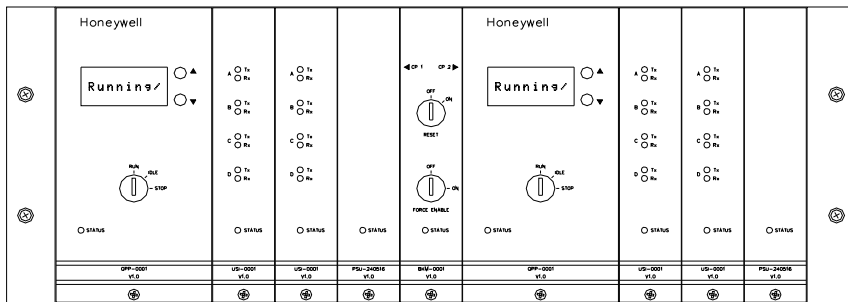 Honeywell
Running/
A Tx
Rx
B Tx
Rx
C Tx
Rx
D Tx
Rx
RUN
IDLE
STOP
STATUS
QPP-0001
V1.0
STATUS
USI-0001
V1.0
A Tx
Rx
B Tx
Rx
C Tx
Rx
D Tx
Rx
STATUS
USI-0001
V1.0
STATUS
PSU-240516
V1.0
CP 1 CP 2
OFF
ON
RESET
OFF
ON
FORCE ENABLE
STATUS
BKM-0001
V1.0
Honeywell
Running/
RUN
IDLE
STOP
STATUS
QPP-0001
V1.0
A Tx
Rx
B Tx
Rx
C Tx
Rx
D Tx
Rx
STATUS
USI-0001
V1.0
A Tx
Rx
B Tx
Rx
C Tx
Rx
D Tx
Rx
STATUS
USI-0001
V1.0
STATUS
PSU-240516
V1.0